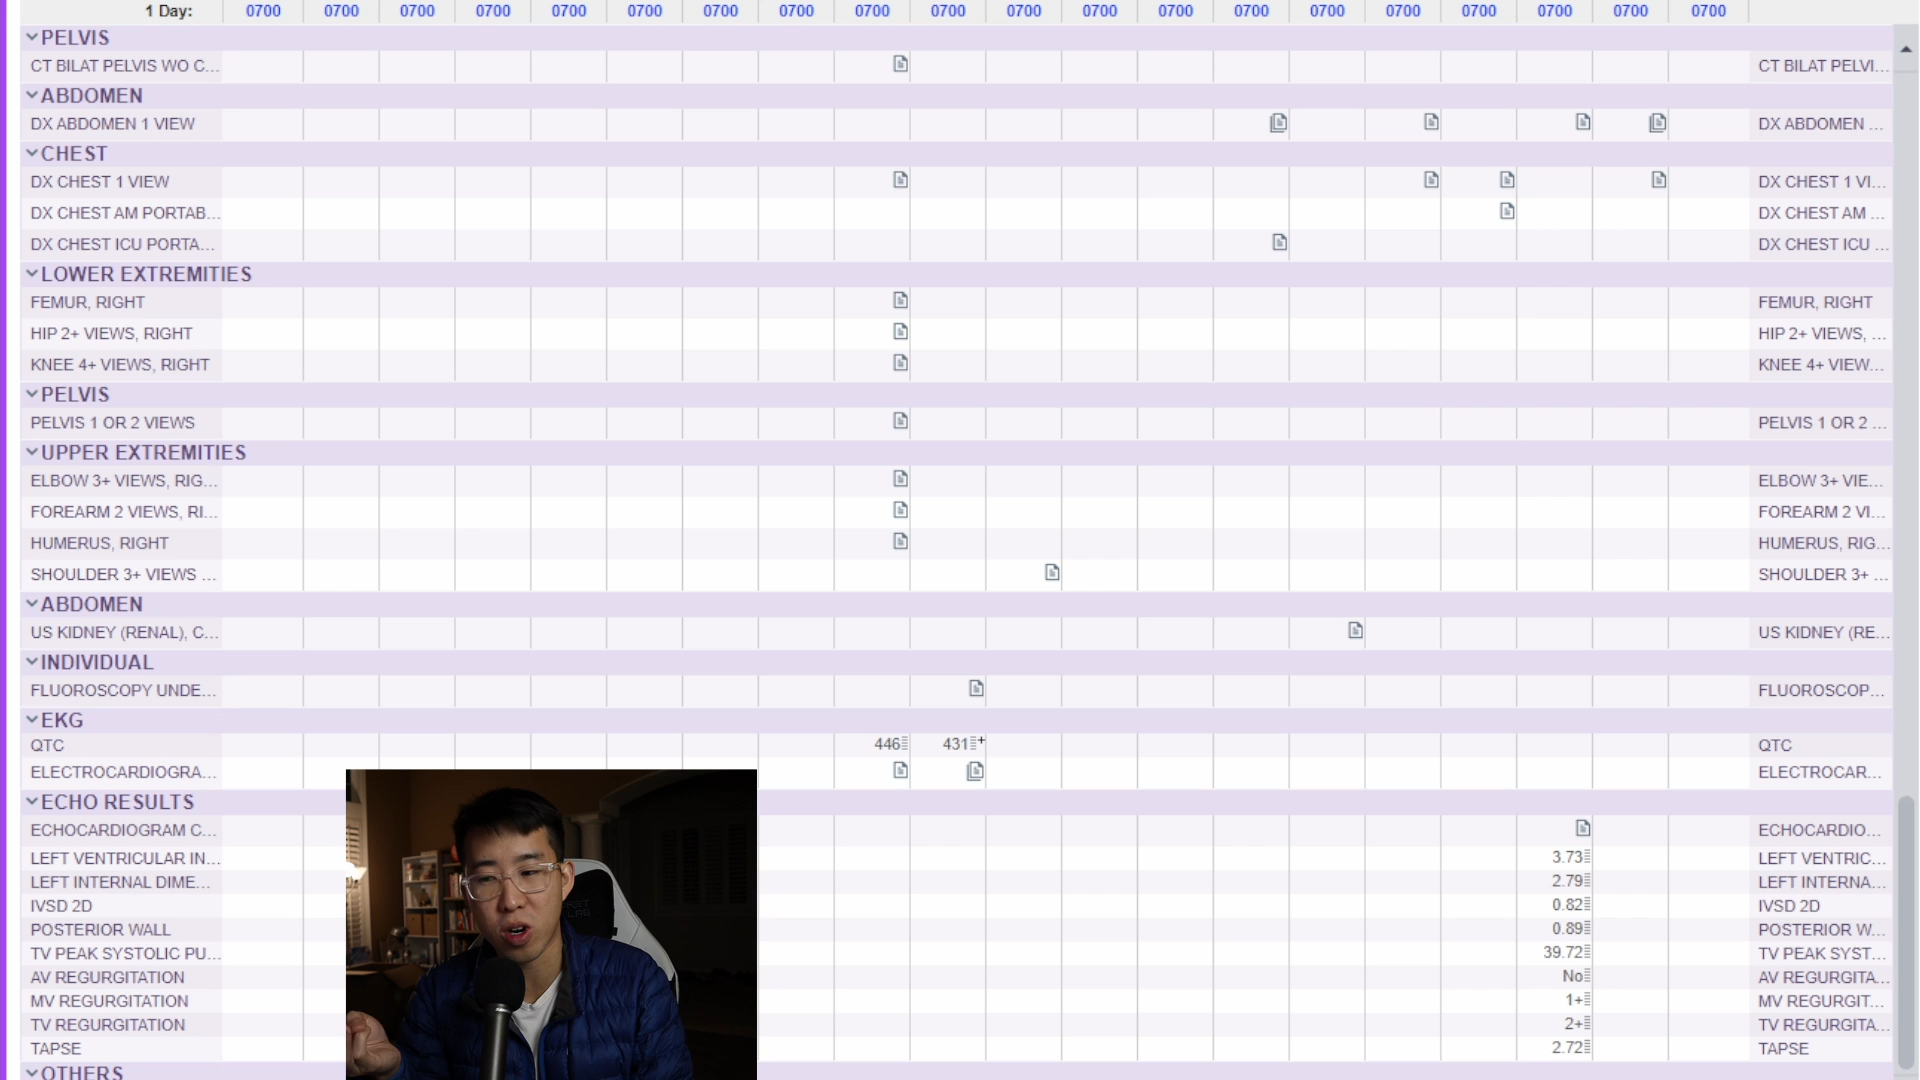 1 Day: 0700 0700 0700 0700 0700 0700 0700 0700 0700 0700 0700 0700 0700 0700 0700 0700 0700 0700 0700 0700
PELVIS
CT BILAT PELVIS WO C... CT BILAT PELVI...
ABDOMEN
DX ABDOMEN 1 VIEW DX ABDOMEN ...
CHEST
DX CHEST 1 VIEW DX CHEST 1 VI...
DX CHEST AM PORTAB... DX CHEST AM ...
DX CHEST ICU PORTA... DX CHEST ICU ...
LOWER EXTREMITIES
FEMUR, RIGHT FEMUR, RIGHT
HIP 2+ VIEWS, RIGHT HIP 2+ VIEWS, ...
KNEE 4+ VIEWS, RIGHT KNEE 4+ VIEW...
PELVIS
PELVIS 1 OR 2 VIEWS PELVIS 1 OR 2 ...
UPPER EXTREMITIES
ELBOW 3+ VIEWS, RIG... ELBOW 3+ VIE...
FOREARM 2 VIEWS, RI... FOREARM 2 VI...
HUMERUS, RIGHT HUMERUS, RIG...
SHOULDER 3+ VIEWS ... SHOULDER 3+ ...
ABDOMEN
US KIDNEY (RENAL), C... US KIDNEY (RE...
INDIVIDUAL
FLUOROSCOPY UNDE... FLUOROSCOP...
EKG
QTC 446 431+ QTC
ELECTROCARDIOGRA... ELECTROCAR...
ECHO RESULTS
ECHOCARDIOGRAM C... ECHOCARDIO...
LEFT VENTRICULAR IN... 3.73 LEFT VENTRIC...
LEFT INTERNAL DIME... 2.79 LEFT INTERNA...
IVSD 2D 0.82 IVSD 2D
POSTERIOR WALL 0.89 POSTERIOR W...
TV PEAK SYSTOLIC PU... 39.72 TV PEAK SYST...
AV REGURGITATION No AV REGURGITA...
MV REGURGITATION 1+ MV REGURGIT...
TV REGURGITATION 2+ TV REGURGITA...
TAPSE 2.72 TAPSE
OTHERS